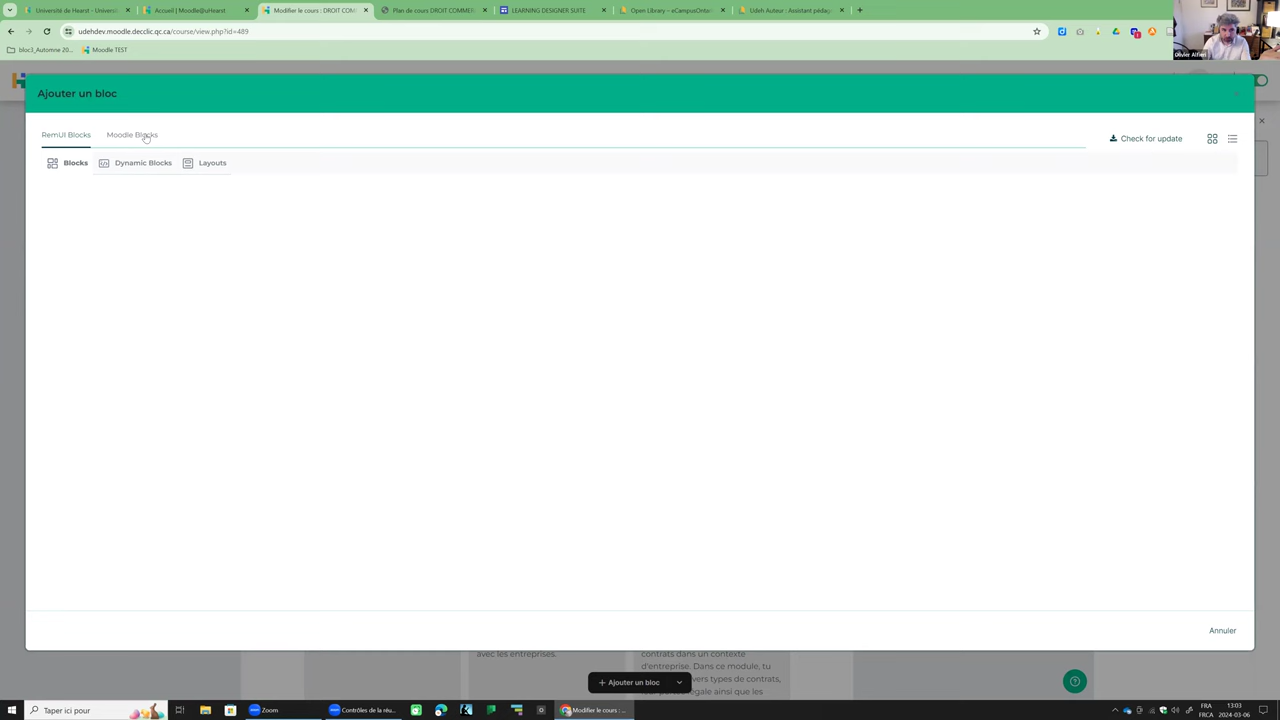 Université de Hearst - Universi
Accueil | Moodle@uHearst
Modifier le cours : DROIT COM
Plan de cours DROIT COMMER
LEARNING DESIGNER SUITE
Open Library – eCampusOntar
Udeh Auteur : Assistant pédag
udehdev.moodle.decclic.qc.ca/course/view.php?id=489
bloc3_Automne 20...
Moodle TEST
Olivier Alfieri
Ajouter un bloc
RemUI Blocks
Moodle Blocks
Check for update
Blocks
Dynamic Blocks
Layouts
Annuler
avec les entreprises.
contrats dans un contexte
d'entreprise. Dans ce module, tu
vers types de contrats,
ainsi que les
+ Ajouter un bloc
Taper ici pour
Zoom
Contrôles de la réu...
Modifier le cours : ...
FRA
FRCA
13:03
2024-03-06